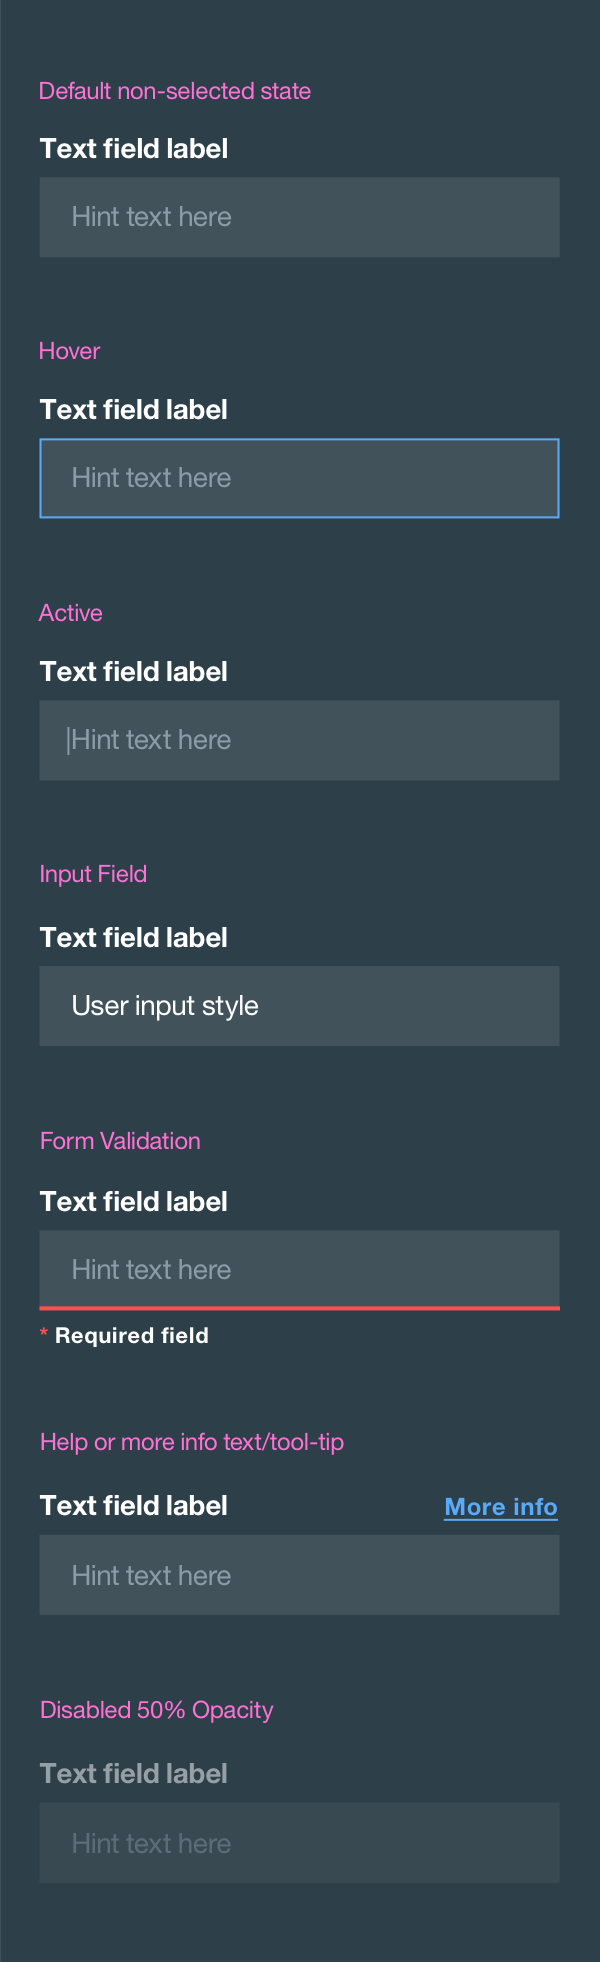 Default non-selected state
Text field label
Hint text here
Hover
Text field label
Hint text here
Active
Text field label
Hint text here
Input Field
Text field label
User input style
Form Validation
Text field label
Hint text here
* Required field
Help or more info text/tool-tip
Text field label More info
Hint text here
Disabled 50% Opacity
Text field label
Hint text here